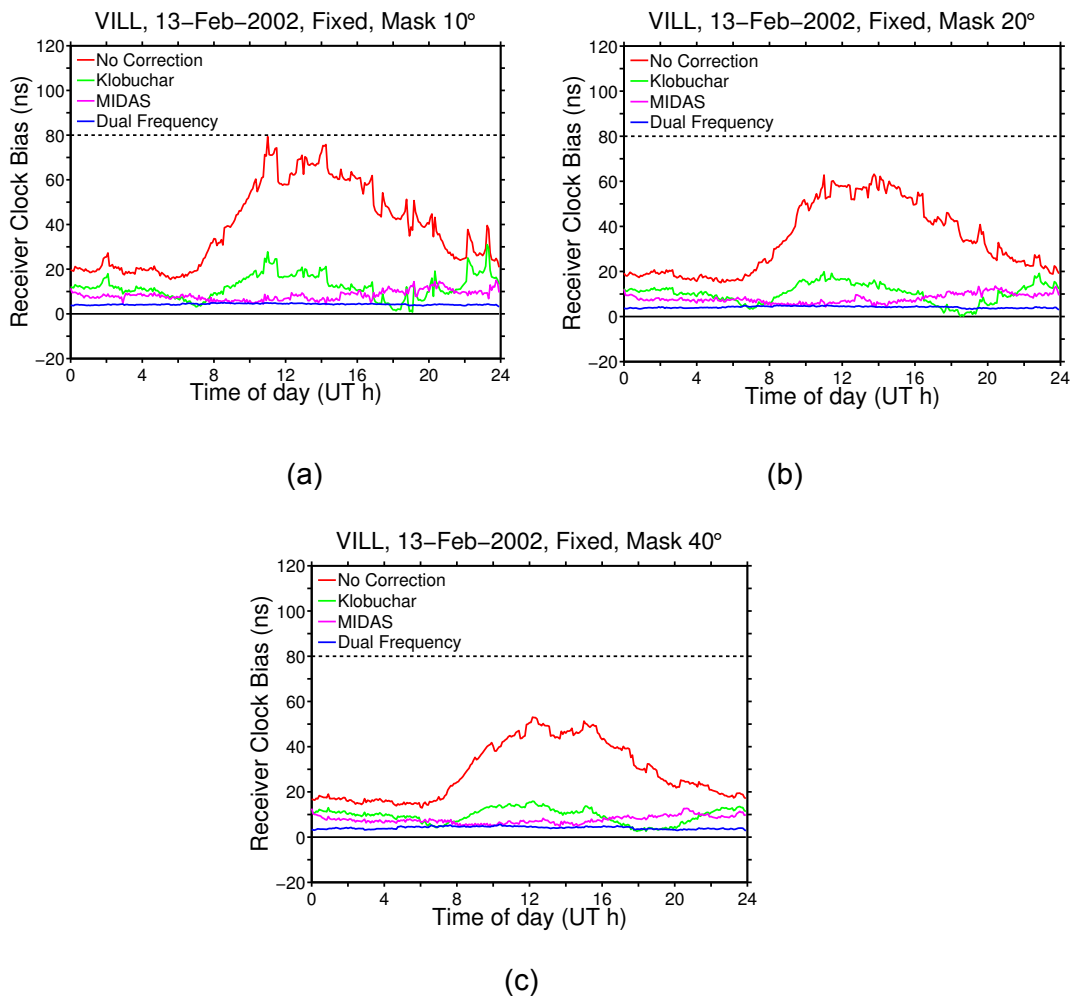 VILL, 13−Feb−2002, Fixed, Mask 10°
Receiver Clock Bias (ns)
120
100
80
60
40
20
0
−20
No Correction
Klobuchar
MIDAS
Dual Frequency
0 4 8 12 16 20 24
Time of day (UT h)
(a)
VILL, 13−Feb−2002, Fixed, Mask 20°
Receiver Clock Bias (ns)
120
100
80
60
40
20
0
−20
No Correction
Klobuchar
MIDAS
Dual Frequency
0 4 8 12 16 20 24
Time of day (UT h)
(b)
VILL, 13−Feb−2002, Fixed, Mask 40°
Receiver Clock Bias (ns)
120
100
80
60
40
20
0
−20
No Correction
Klobuchar
MIDAS
Dual Frequency
0 4 8 12 16 20 24
Time of day (UT h)
(c)